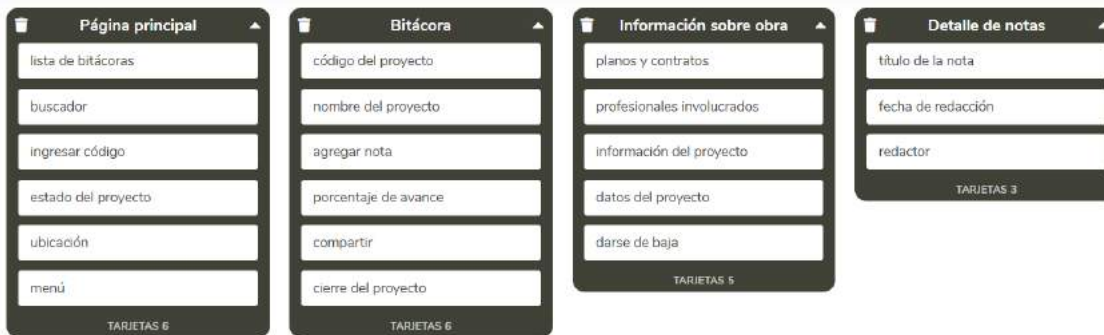 Página principal
lista de bitácoras
buscador
ingresar código
estado del proyecto
ubicación
menú
TARJETAS 6
Bitácora
código del proyecto
nombre del proyecto
agregar nota
porcentaje de avance
compartir
cierre del proyecto
TARJETAS 6
Información sobre obra
planos y contratos
profesionales involucrados
información del proyecto
datos del proyecto
darse de baja
TARJETAS 5
Detalle de notas
título de la nota
fecha de redacción
redactor
TARJETAS 3